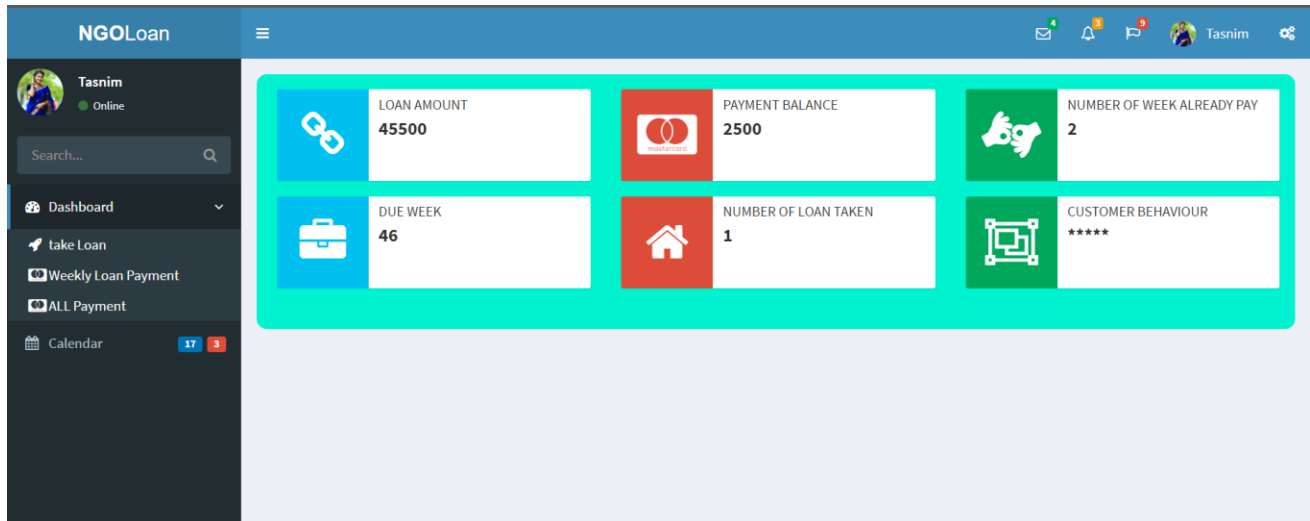 NGOLoan
4
3
9
Tasnim
Tasnim
Online
Search...
Dashboard
take Loan
Weekly Loan Payment
ALL Payment
Calendar
17 3
LOAN AMOUNT
45500
PAYMENT BALANCE
2500
mastercard
NUMBER OF WEEK ALREADY PAY
2
DUE WEEK
46
NUMBER OF LOAN TAKEN
1
CUSTOMER BEHAVIOUR
*****